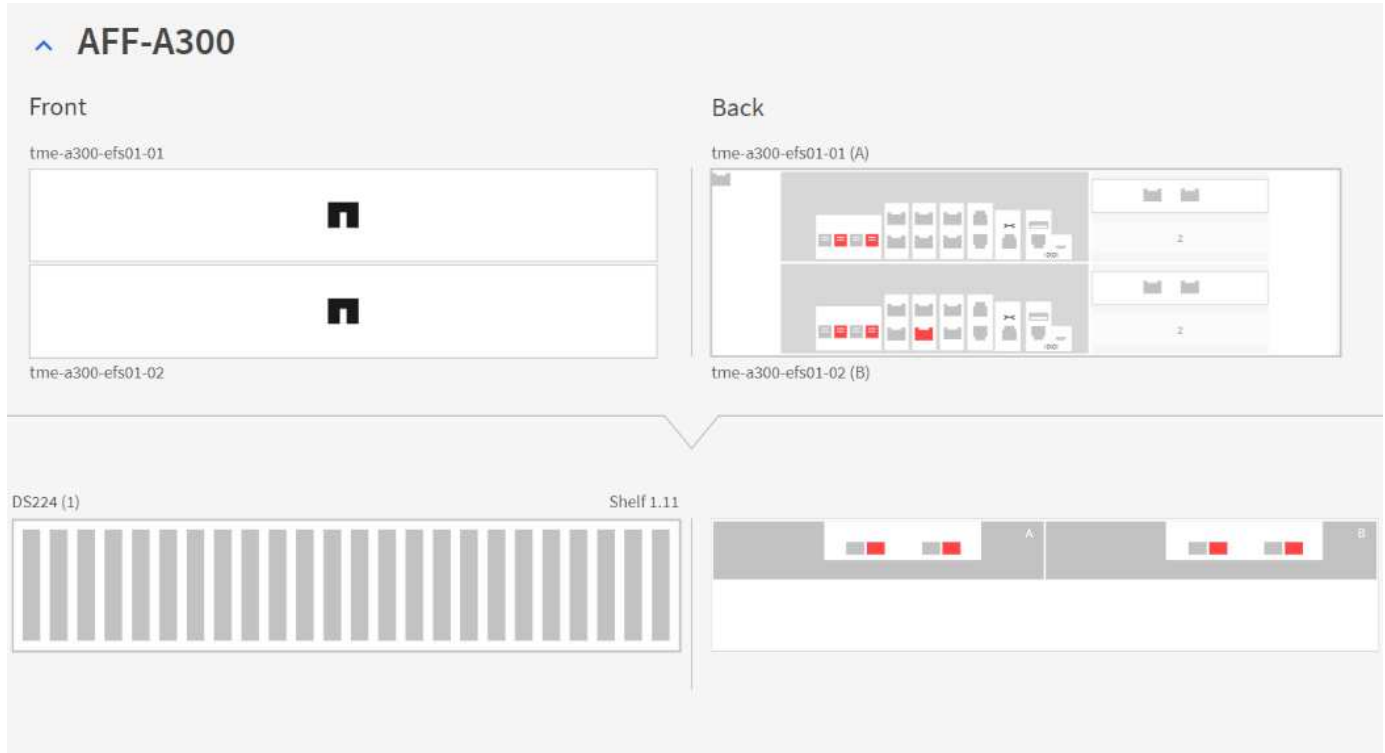 AFF-A300
Front
Back
tme-a300-efs01-01
tme-a300-efs01-01 (A)
2
2
tme-a300-efs01-02
tme-a300-efs01-02 (B)
DS224 (1)
Shelf 1.11
A
B